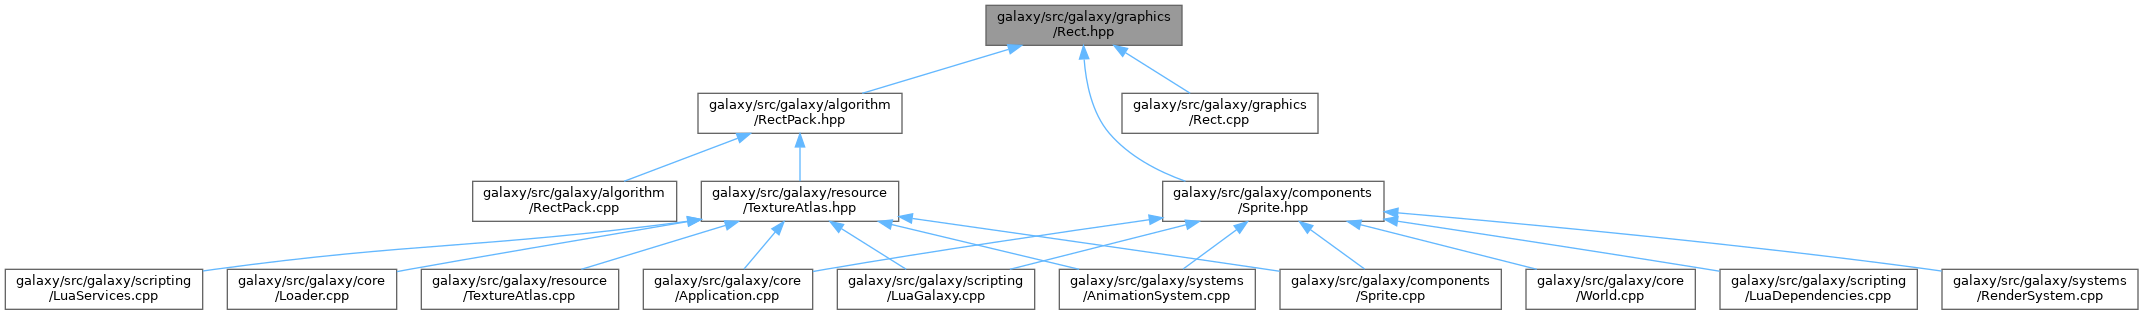 galaxy/src/galaxy/graphics
/Rect.hpp
galaxy/src/galaxy/algorithm
/RectPack.hpp
galaxy/src/galaxy/graphics
/Rect.cpp
galaxy/src/galaxy/algorithm
/RectPack.cpp
galaxy/src/galaxy/resource
/TextureAtlas.hpp
galaxy/src/galaxy/components
/Sprite.hpp
galaxy/src/galaxy/scripting
/LuaServices.cpp
galaxy/src/galaxy/core
/Loader.cpp
galaxy/src/galaxy/resource
/TextureAtlas.cpp
galaxy/src/galaxy/core
/Application.cpp
galaxy/src/galaxy/scripting
/LuaGalaxy.cpp
galaxy/src/galaxy/systems
/AnimationSystem.cpp
galaxy/src/galaxy/components
/Sprite.cpp
galaxy/src/galaxy/core
/World.cpp
galaxy/src/galaxy/scripting
/LuaDependencies.cpp
galaxy/src/galaxy/systems
/RenderSystem.cpp